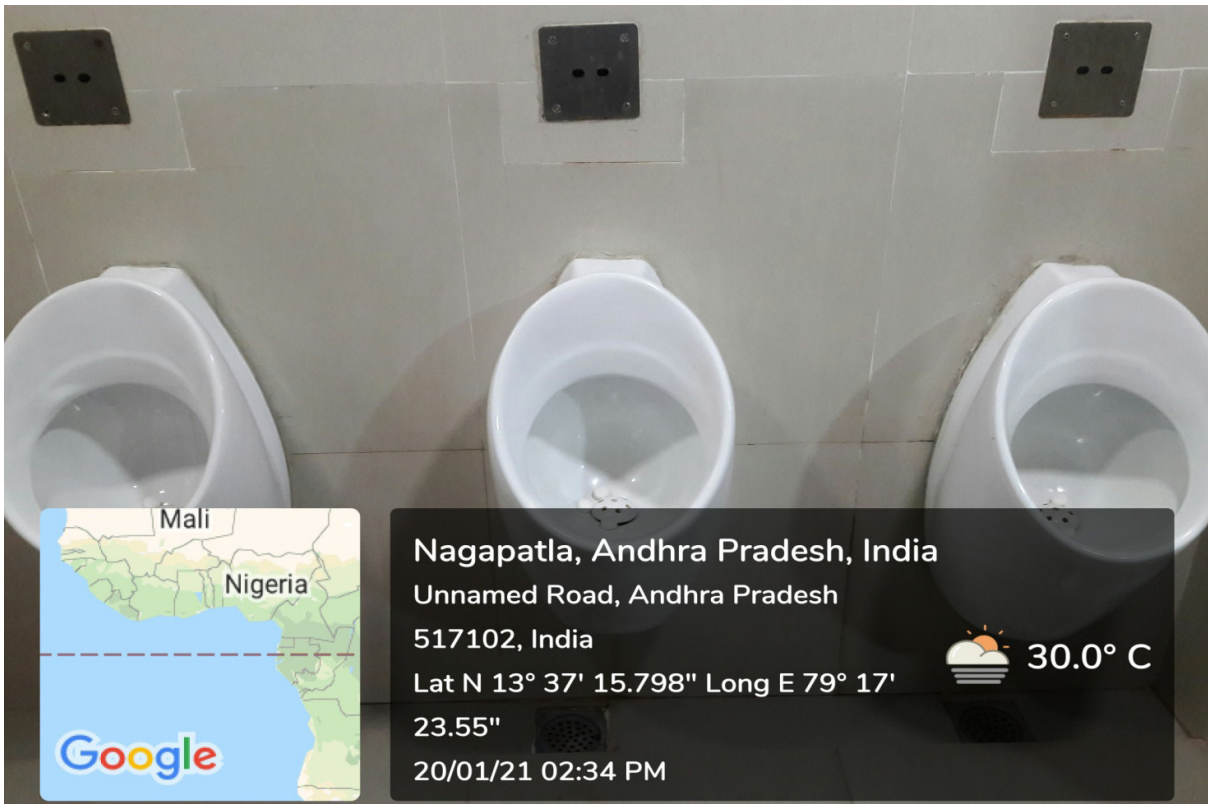 Mali
Nigeria
Google
Nagapatla, Andhra Pradesh, India
Unnamed Road, Andhra Pradesh
517102, India
Lat N 13° 37' 15.798" Long E 79° 17'
23.55"
20/01/21 02:34 PM
30.0° C